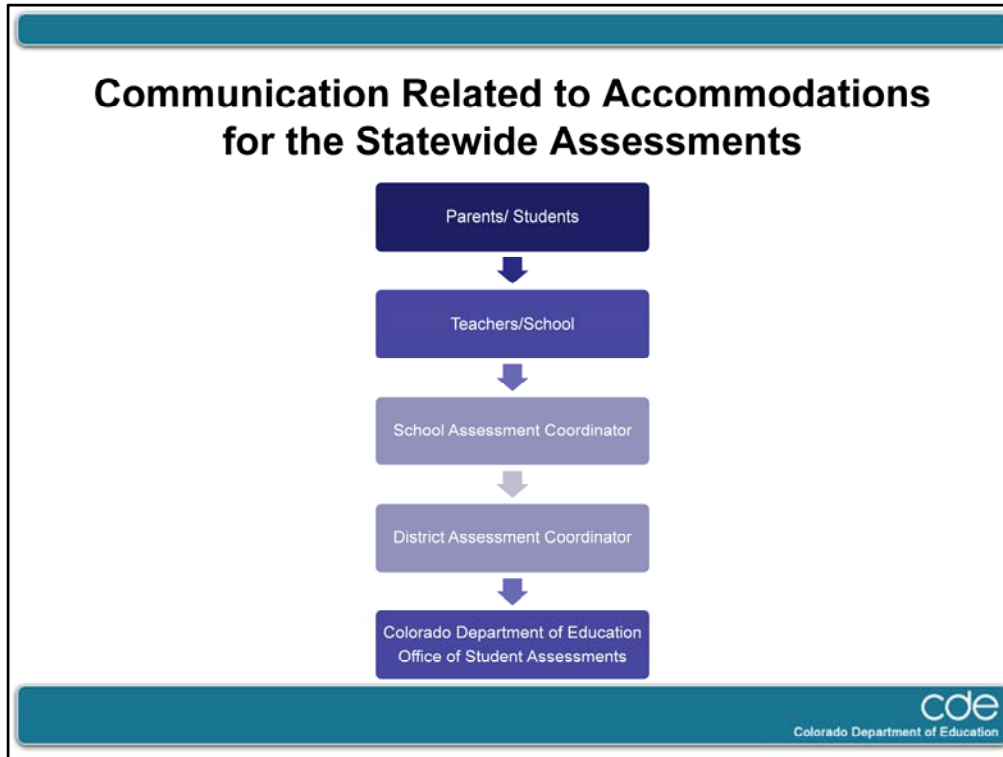 Communication Related to Accommodations
for the Statewide Assessments
Parents/ Students
Teachers/School
School Assessment Coordinator
District Assessment Coordinator
Colorado Department of Education
Office of Student Assessments
cde
Colorado Department of Education